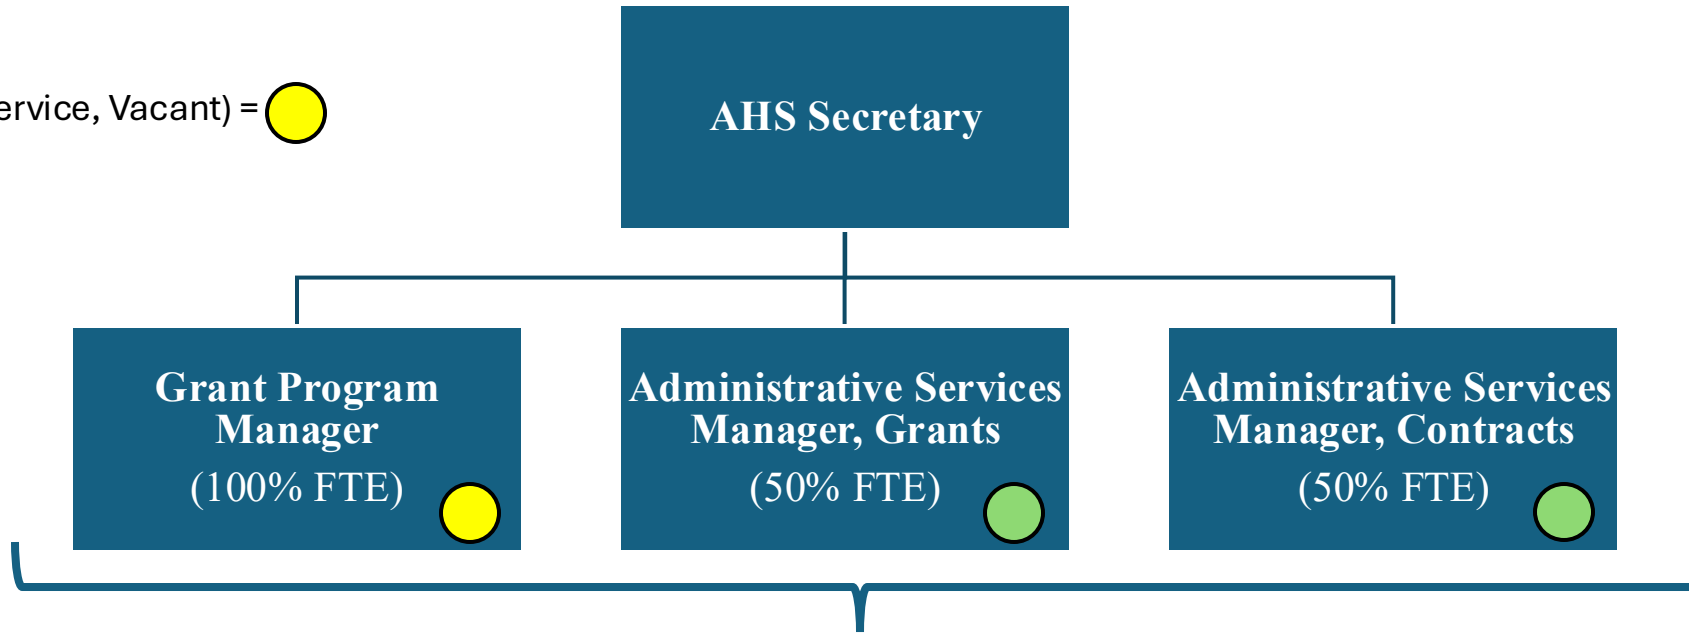 ervice, Vacant) =
AHS Secretary
Grant Program
Manager
(100% FTE)
Administrative Services
Manager, Grants
(50% FTE)
Administrative Services
Manager, Contracts
(50% FTE)